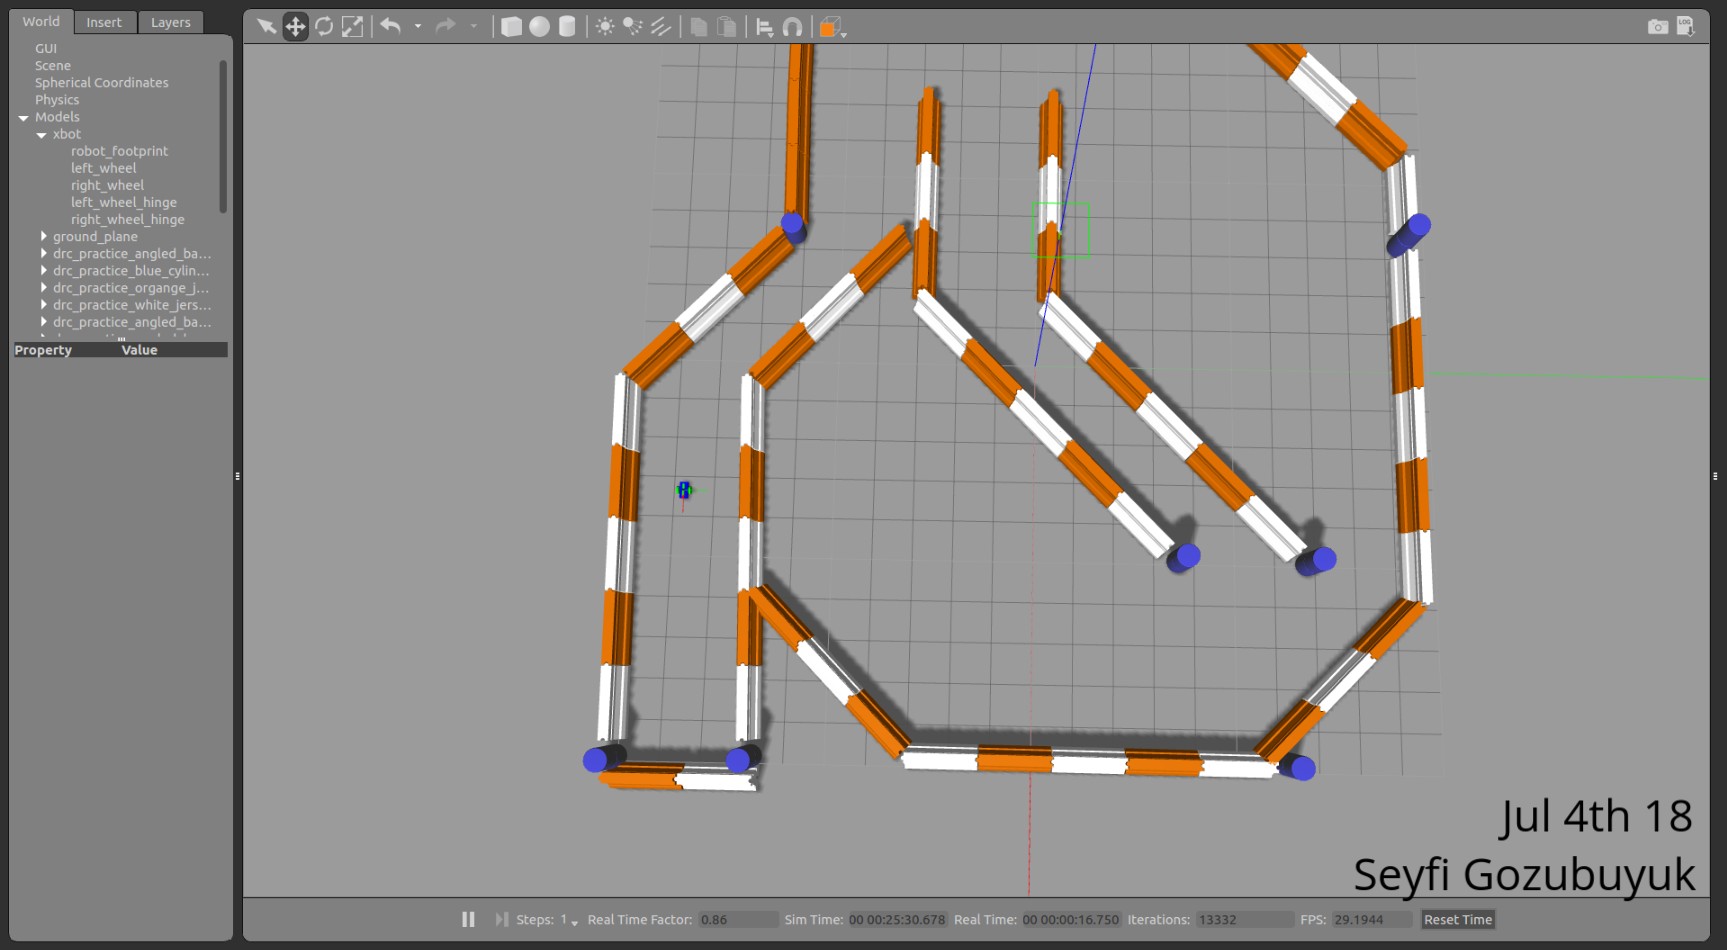 World
Insert
Layers
GUI
Scene
Spherical Coordinates
Physics
Models
xbot
robot_footprint
left_wheel
right_wheel
left_wheel_hinge
right_wheel_hinge
ground_plane
drc_practice_angled_ba...
drc_practice_blue_cylin...
drc_practice_organge_j...
drc_practice_white_jers...
drc_practice_angled_ba...
Property Value
LOG
Jul 4th 18
Seyfi Gozubuyuk
Steps: 1 Real Time Factor: 0.86 Sim Time: 00 00:25:30.678 Real Time: 00 00:00:16.750 Iterations: 13332 FPS: 29.1944 Reset Time